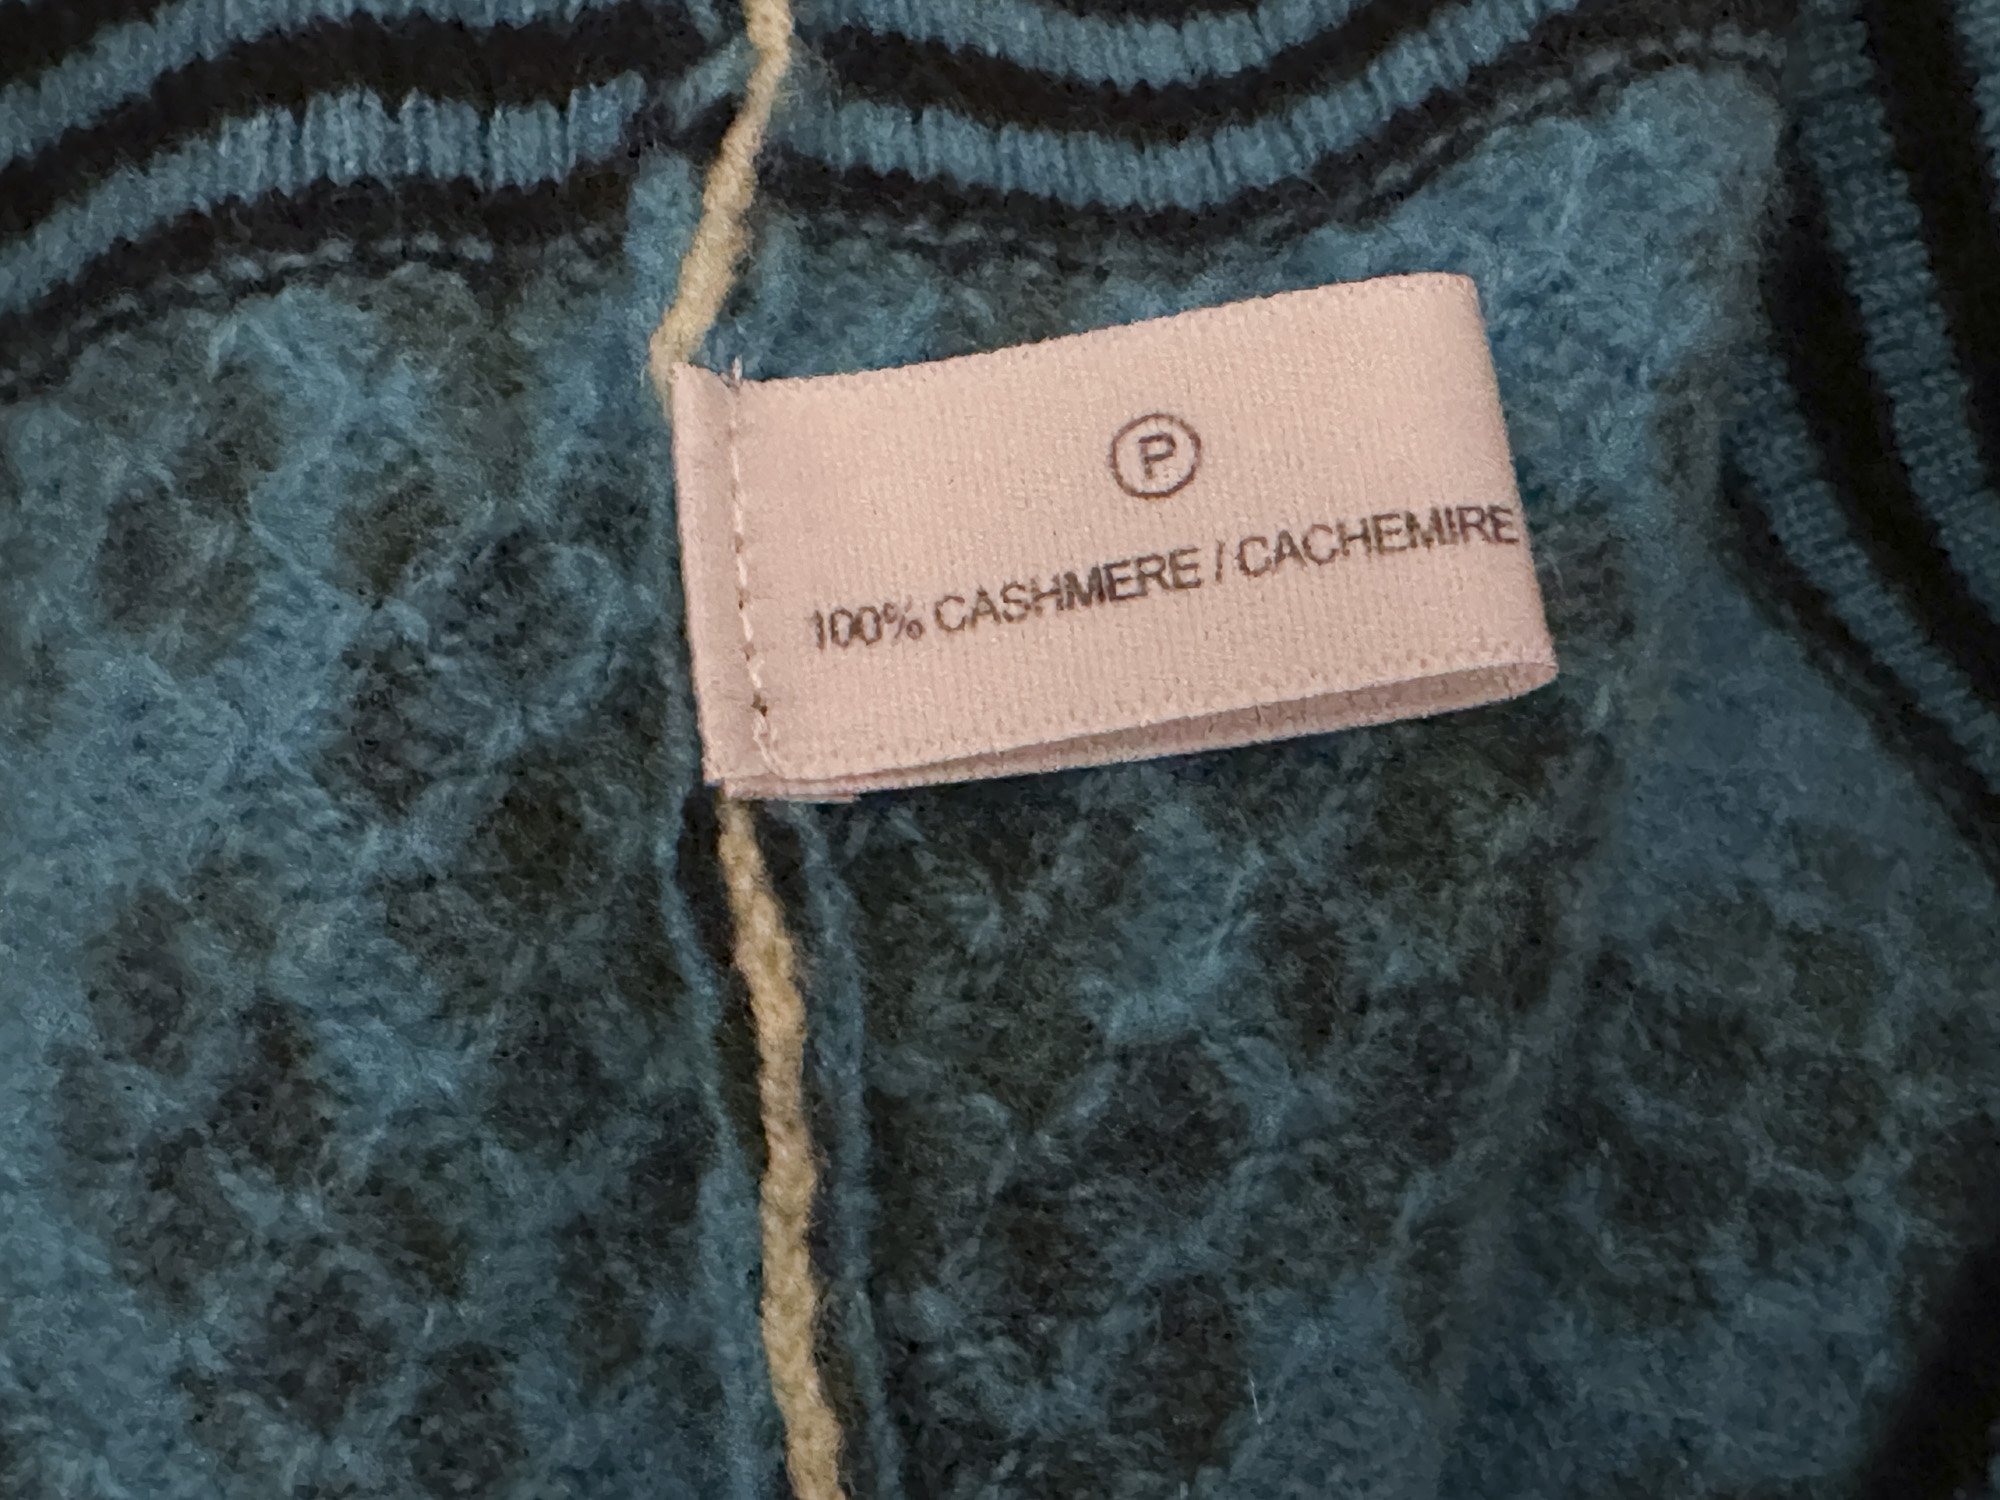 P
100% CASHMERE / CACHEMIRE